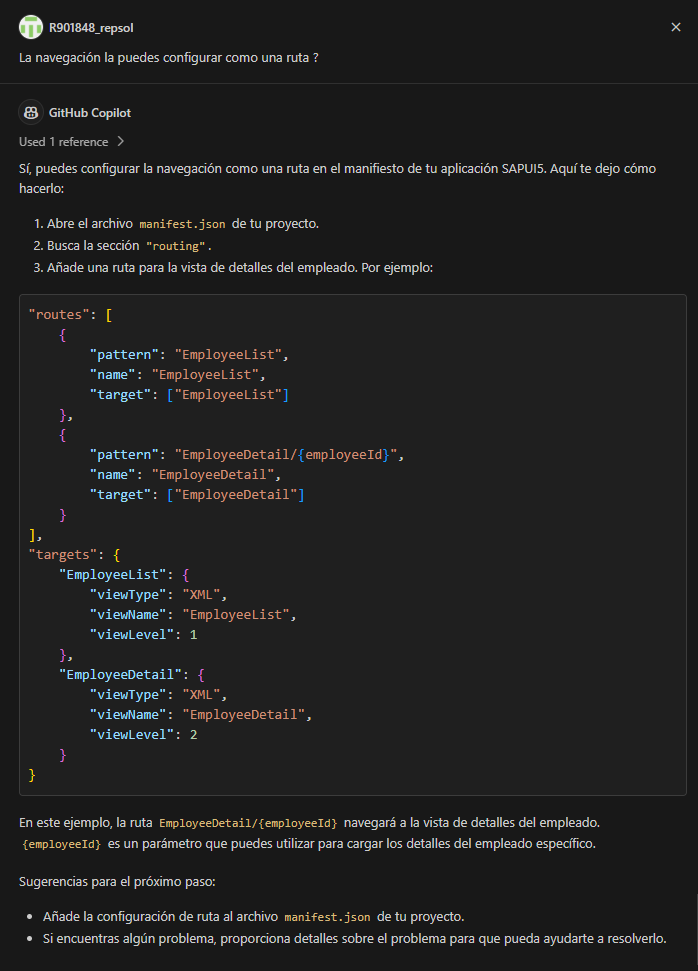 R901848_repsol
La navegación la puedes configurar como una ruta ?
GitHub Copilot
Used 1 reference
Sí, puedes configurar la navegación como una ruta en el manifiesto de tu aplicación SAPUI5. Aquí te dejo cómo
hacerlo:
1. Abre el archivo manifest.json de tu proyecto.
2. Busca la sección "routing".
3. Añade una ruta para la vista de detalles del empleado. Por ejemplo:
"routes": [
    {
        "pattern": "EmployeeList",
        "name": "EmployeeList",
        "target": ["EmployeeList"]
    },
    {
        "pattern": "EmployeeDetail/{employeeId}",
        "name": "EmployeeDetail",
        "target": ["EmployeeDetail"]
    }
],
"targets": {
    "EmployeeList": {
        "viewType": "XML",
        "viewName": "EmployeeList",
        "viewLevel": 1
    },
    "EmployeeDetail": {
        "viewType": "XML",
        "viewName": "EmployeeDetail",
        "viewLevel": 2
    }
}
En este ejemplo, la ruta EmployeeDetail/{employeeId} navegará a la vista de detalles del empleado.
{employeeId} es un parámetro que puedes utilizar para cargar los detalles del empleado específico.
Sugerencias para el próximo paso:
• Añade la configuración de ruta al archivo manifest.json de tu proyecto.
• Si encuentras algún problema, proporciona detalles sobre el problema para que pueda ayudarte a resolverlo.